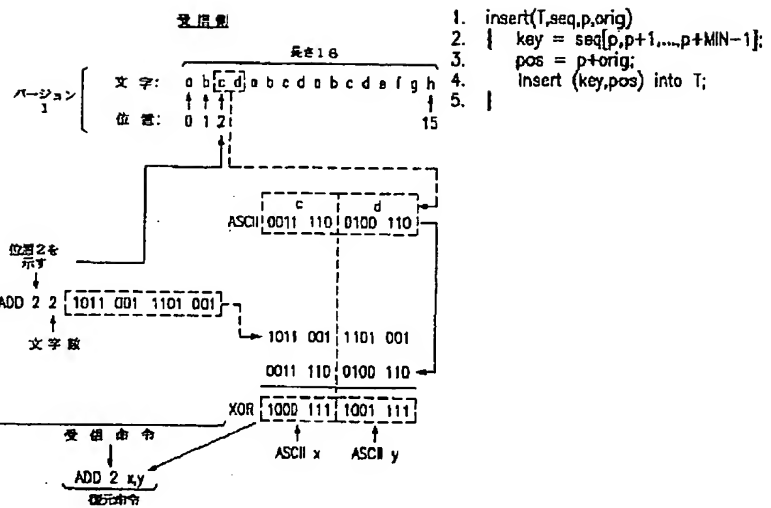 受信側
長さ16
バージョン
1
文字: a b c d a b c d a b c d e f g h
位置: 0 1 2 15
ASCII
c d
0011 110 0100 110
位置2を
示す
ADD 2 2 1011 001 1101 001
文字数
1011 001 1101 001
0011 110 0100 110
XOR 1000 111 1001 111
ASCII x ASCII y
受信命令
ADD 2 x,y
復元命令
1. insert(T,seq,p,orig)
2. { key = seq[p,p+1,...,p+MIN-1];
3. pos = p+orig;
4. Insert (key,pos) into T;
5. }